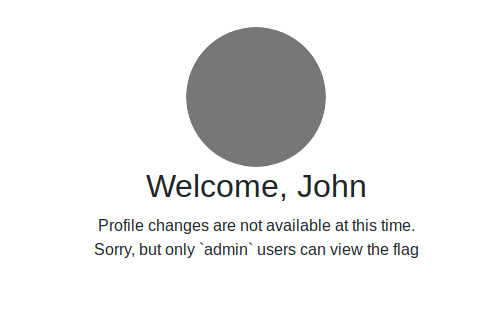 Welcome, John
Profile changes are not available at this time.
Sorry, but only `admin` users can view the flag